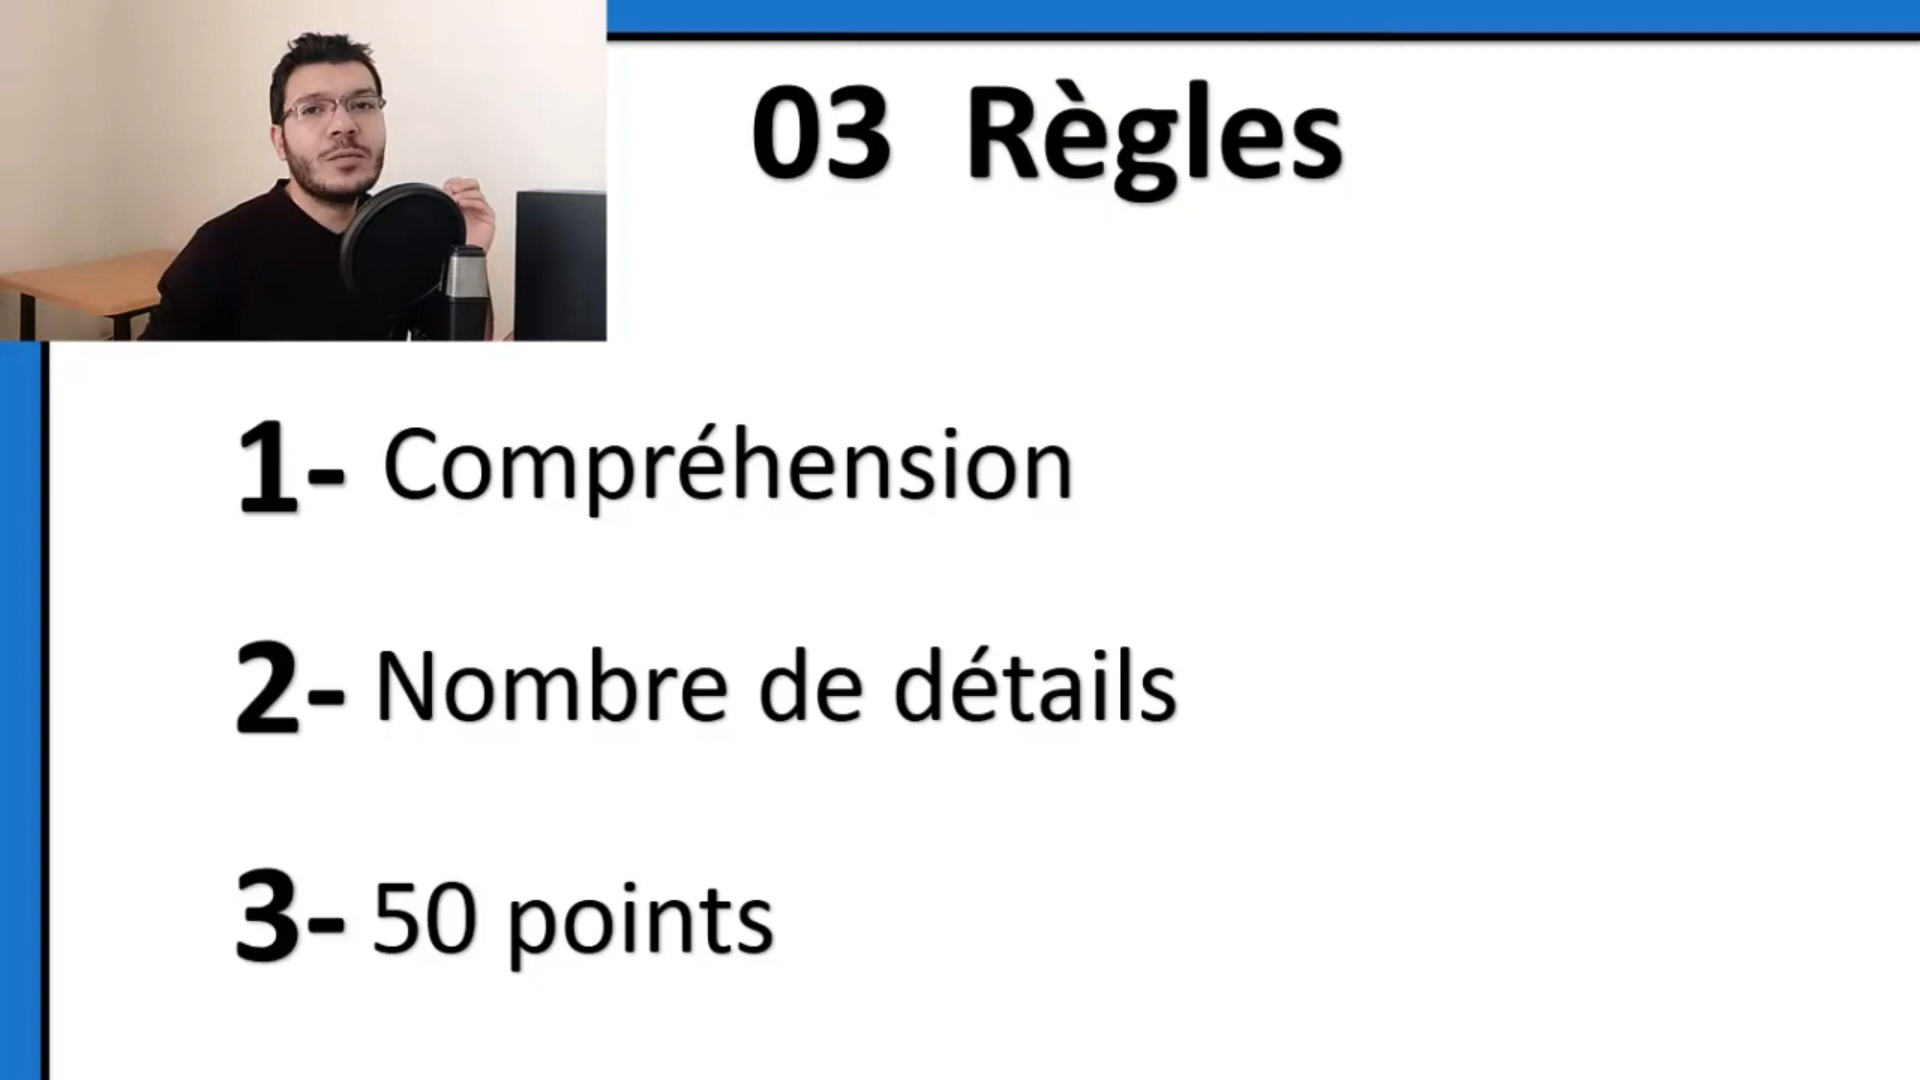 03 Règles
1- Compréhension
2- Nombre de détails
3- 50 points